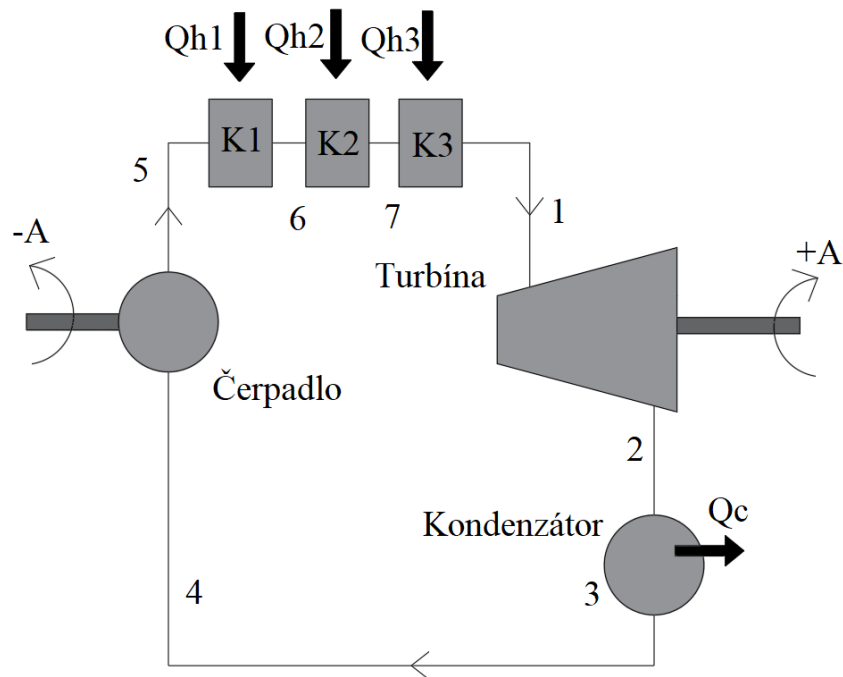 Qh1
Qh2
Qh3
K1
K2
K3
5
6
7
1
-A
+A
Turbína
Čerpadlo
2
Kondenzátor
Qc
4
3